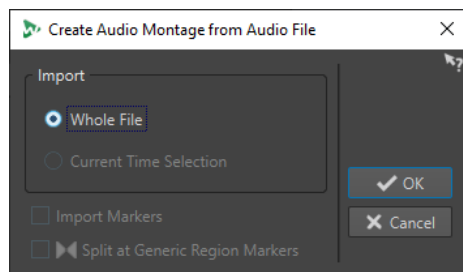 Create Audio Montage from Audio File
Import
Whole File
Current Time Selection
OK
Import Markers
Cancel
Split at Generic Region Markers